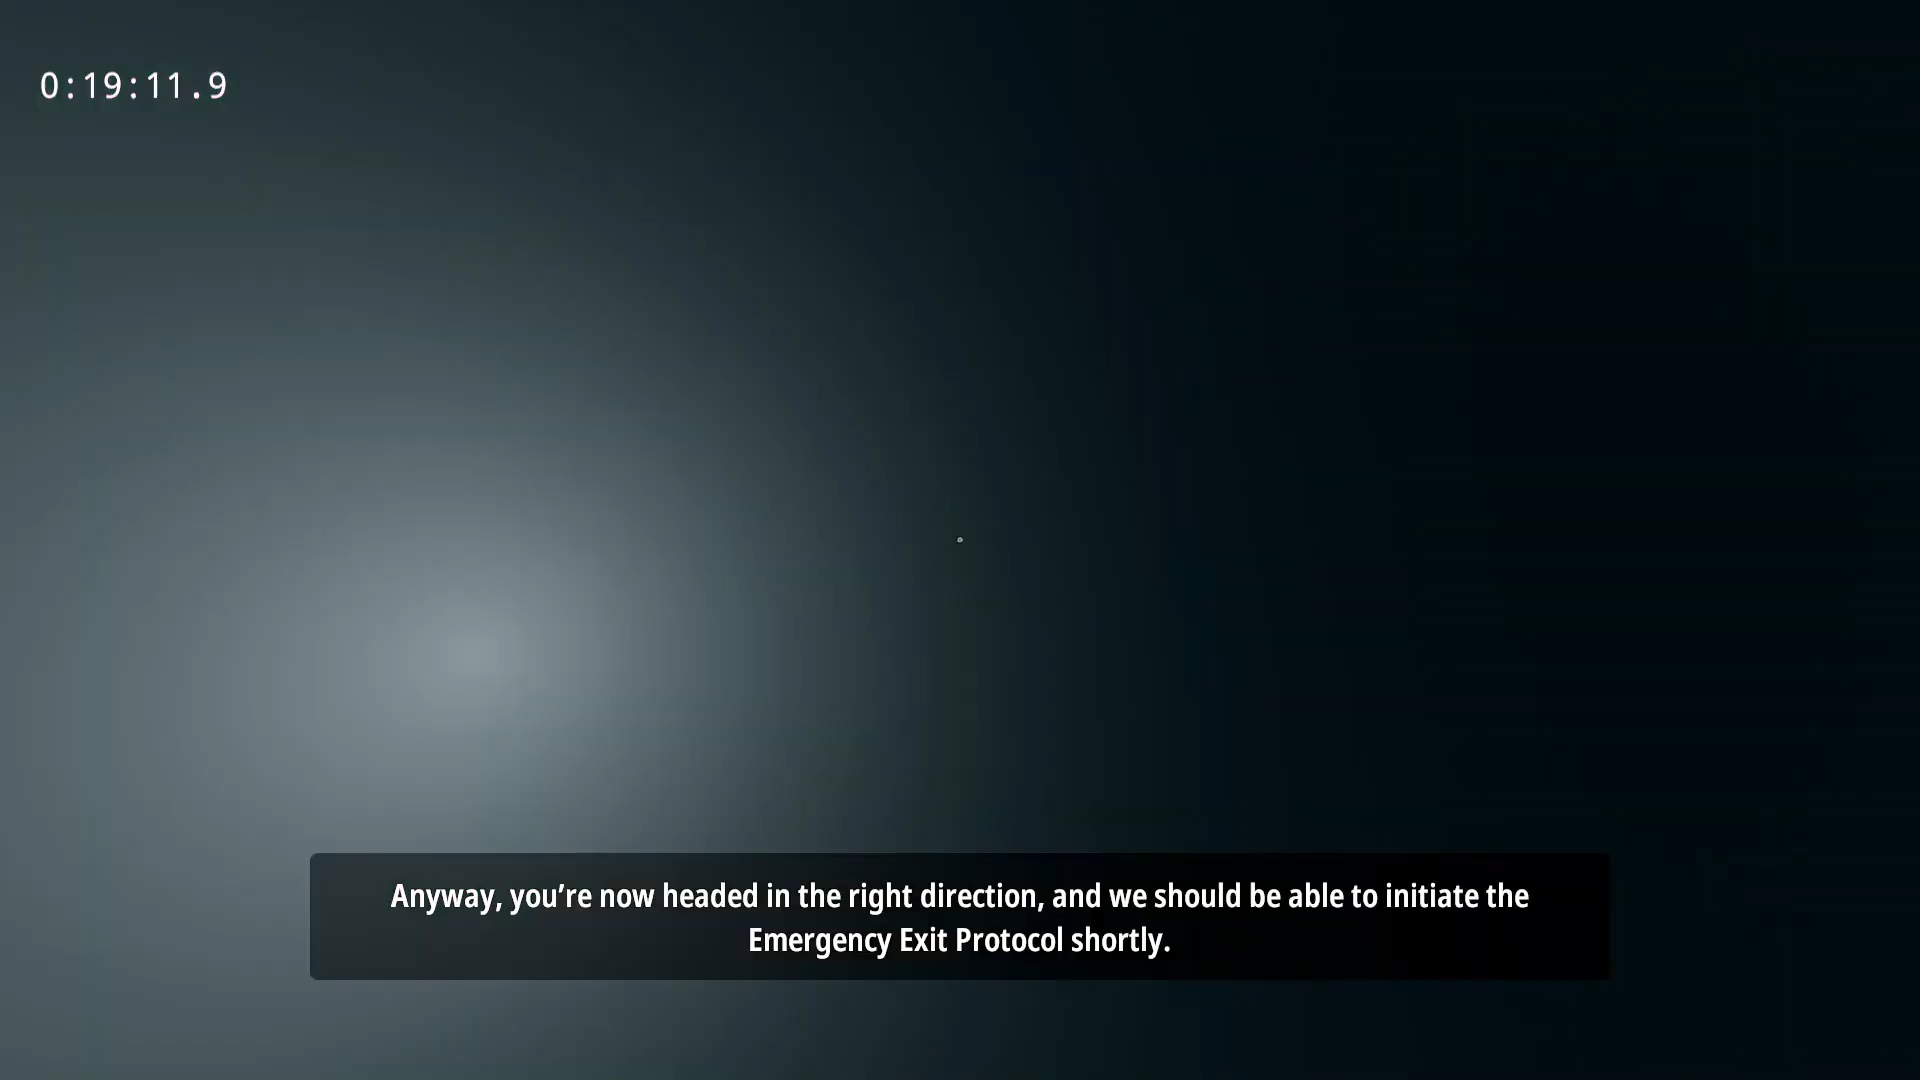 0:19:11.9
Anyway, you’re now headed in the right direction, and we should be able to initiate the
Emergency Exit Protocol shortly.